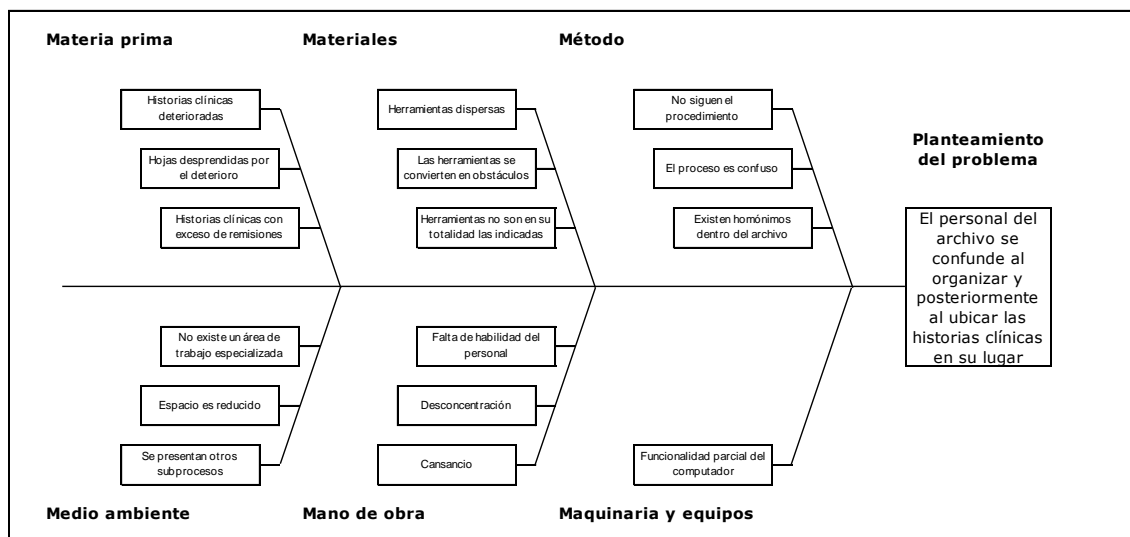 Materia prima
Materiales
Método
Historias clínicas
deterioradas
Hojas desprendidas por
el deterioro
Historias clínicas con
exceso de remisiones
Herramientas dispersas
Las herramientas se
convierten en obstáculos
Herramientas no son en su
totalidad las indicadas
No siguen el
procedimiento
El proceso es confuso
Existen homónimos
dentro del archivo
Planteamiento
del problema
El personal del
archivo se
confunde al
organizar y
posteriormente
al ubicar las
historias clínicas
en su lugar
No existe un área de
trabajo especializada
Espacio es reducido
Se presentan otros
subprocesos
Falta de habilidad del
personal
Desconcentración
Cansancio
Funcionalidad parcial del
computador
Medio ambiente
Mano de obra
Maquinaria y equipos